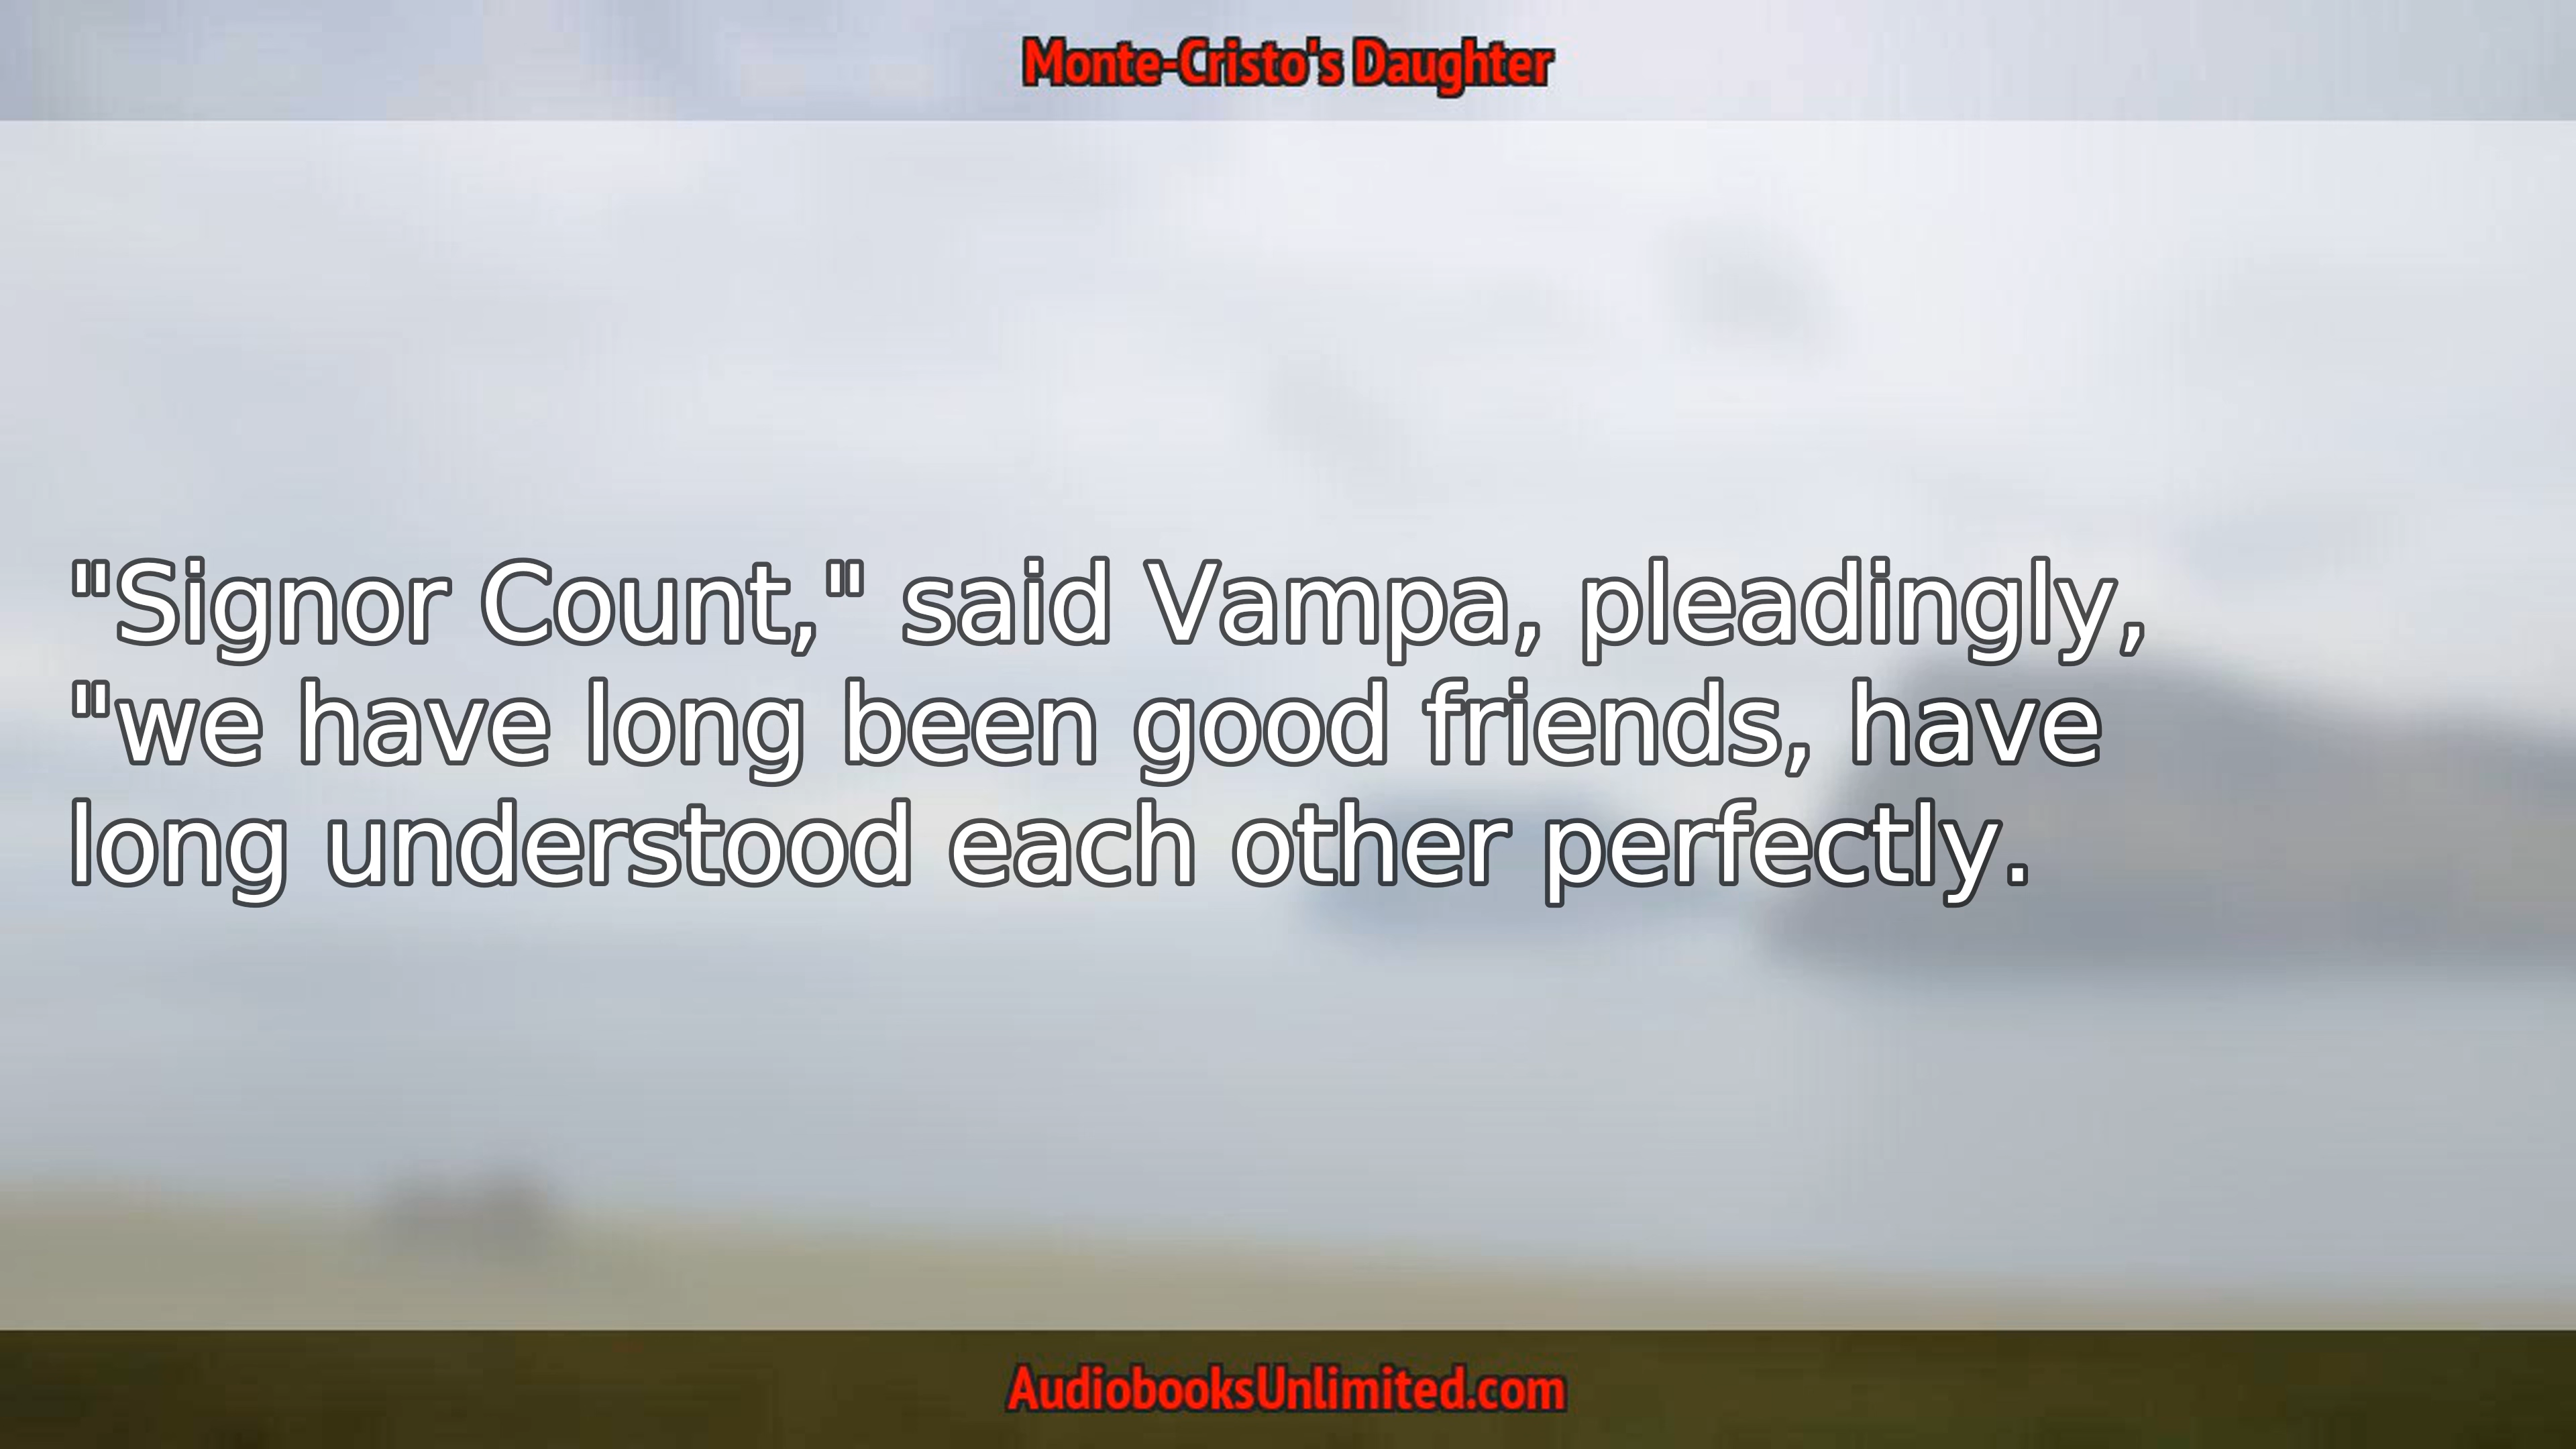 Monte-Cristo's Daughter
"Signor Count," said Vampa, pleadingly,
"we have long been good friends, have
long understood each other perfectly.
AudiobooksUnlimited.com